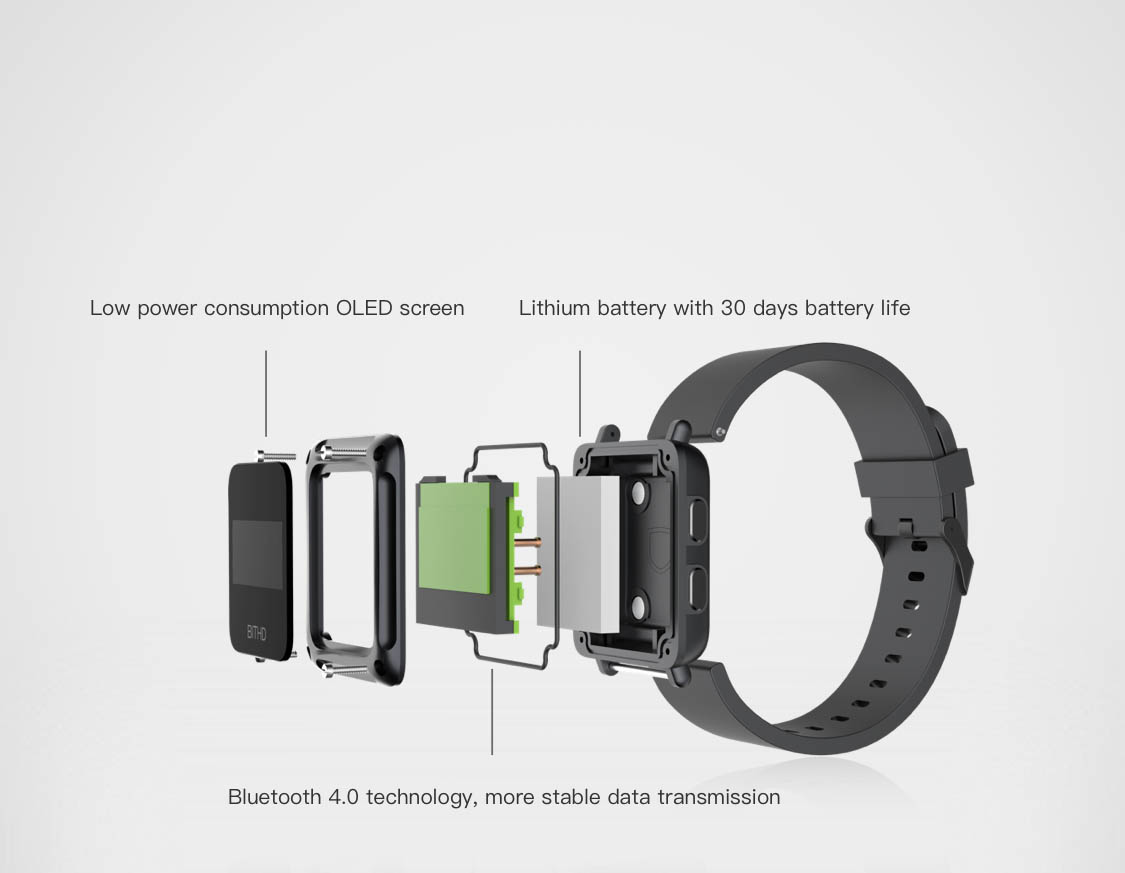 Low power consumption OLED screen
Lithium battery with 30 days battery life
BITHD
Bluetooth 4.0 technology, more stable data transmission